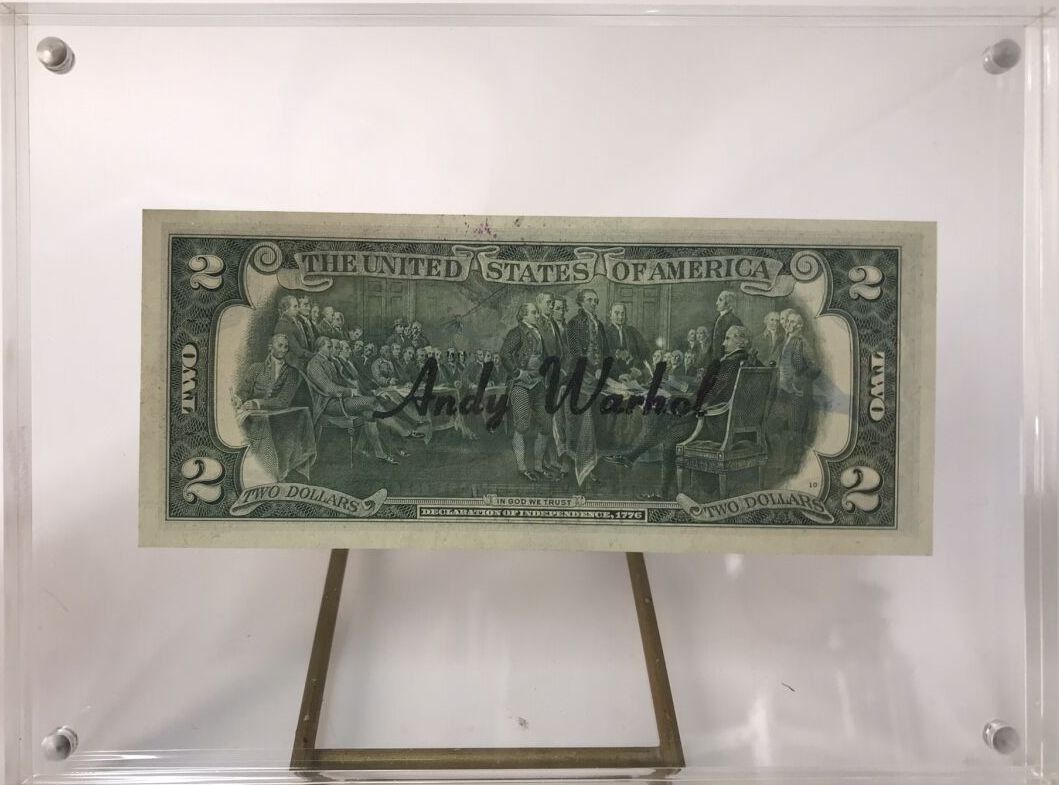 2 THE UNITED STATES OF AMERICA 2
TWO TWO
Andy Warhol
2 2
TWO DOLLARS IN GOD WE TRUST TWO DOLLARS
10
DECLARATION OF INDEPENDENCE, 1776